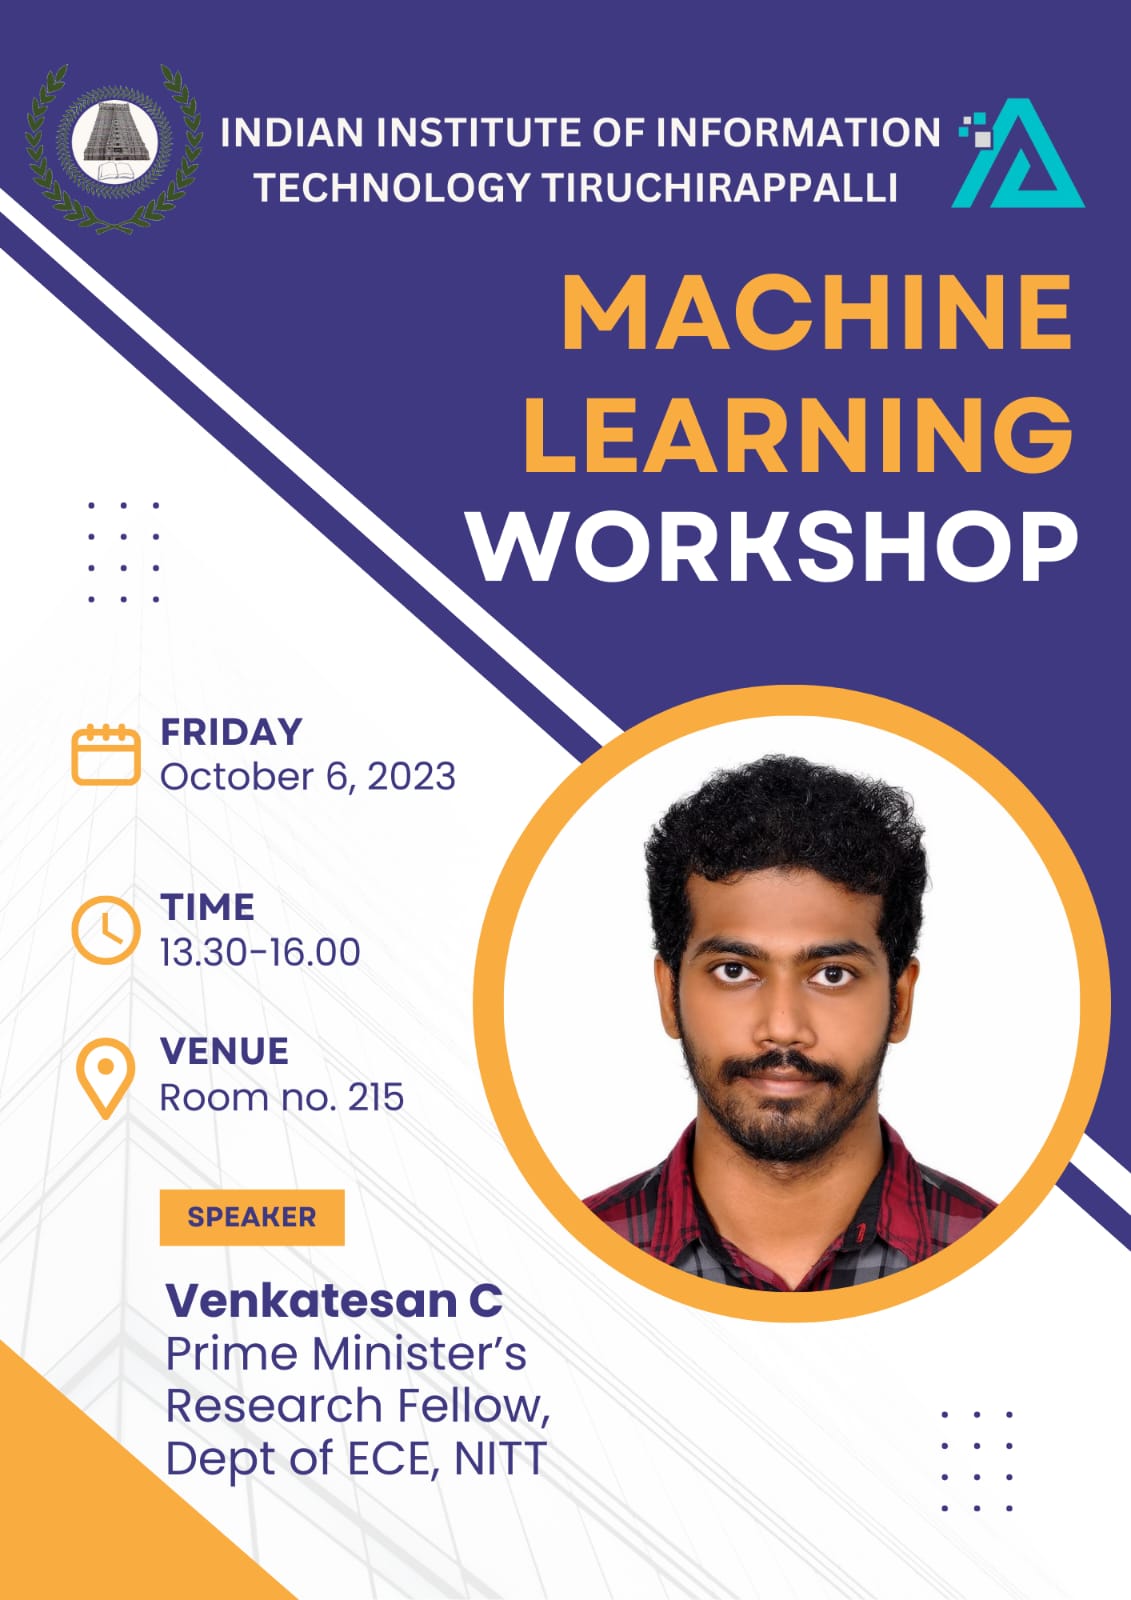 INDIAN INSTITUTE OF INFORMATION
TECHNOLOGY TIRUCHIRAPPALLI
MACHINE
LEARNING
WORKSHOP
FRIDAY
October 6, 2023
TIME
13.30-16.00
VENUE
Room no. 215
SPEAKER
Venkatesan C
Prime Minister's
Research Fellow,
Dept of ECE, NITT